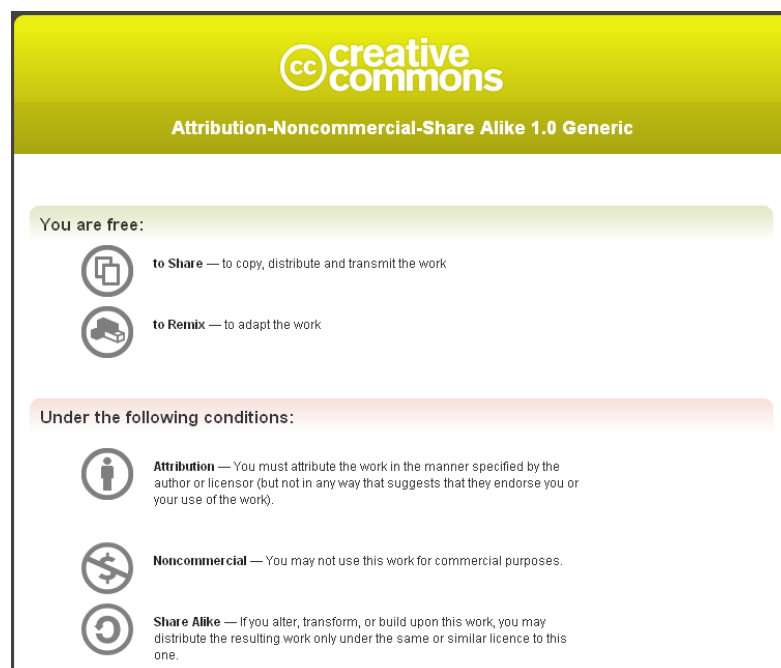 cc creative
commons
Attribution-Noncommercial-Share Alike 1.0 Generic
You are free:
to Share — to copy, distribute and transmit the work
to Remix — to adapt the work
Under the following conditions:
Attribution — You must attribute the work in the manner specified by the
author or licensor (but not in any way that suggests that they endorse you or
your use of the work).
Noncommercial — You may not use this work for commercial purposes.
Share Alike — If you alter, transform, or build upon this work, you may
distribute the resulting work only under the same or similar licence to this
one.